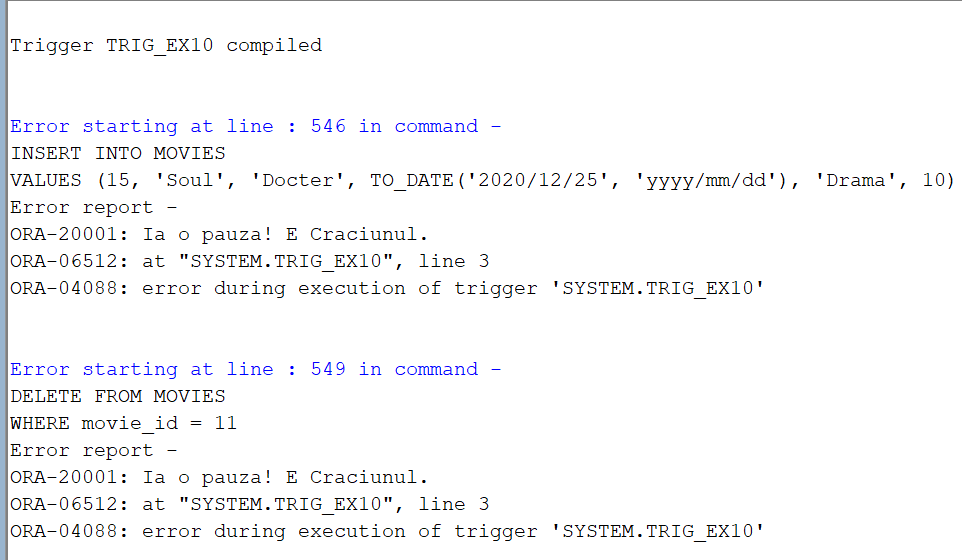 Trigger TRIG_EX10 compiled
Error starting at line : 546 in command -
INSERT INTO MOVIES
VALUES (15, 'Soul', 'Docter', TO_DATE('2020/12/25', 'yyyy/mm/dd'), 'Drama', 10)
Error report -
ORA-20001: Ia o pauza! E Craciunul.
ORA-06512: at "SYSTEM.TRIG_EX10", line 3
ORA-04088: error during execution of trigger 'SYSTEM.TRIG_EX10'
Error starting at line : 549 in command -
DELETE FROM MOVIES
WHERE movie_id = 11
Error report -
ORA-20001: Ia o pauza! E Craciunul.
ORA-06512: at "SYSTEM.TRIG_EX10", line 3
ORA-04088: error during execution of trigger 'SYSTEM.TRIG_EX10'